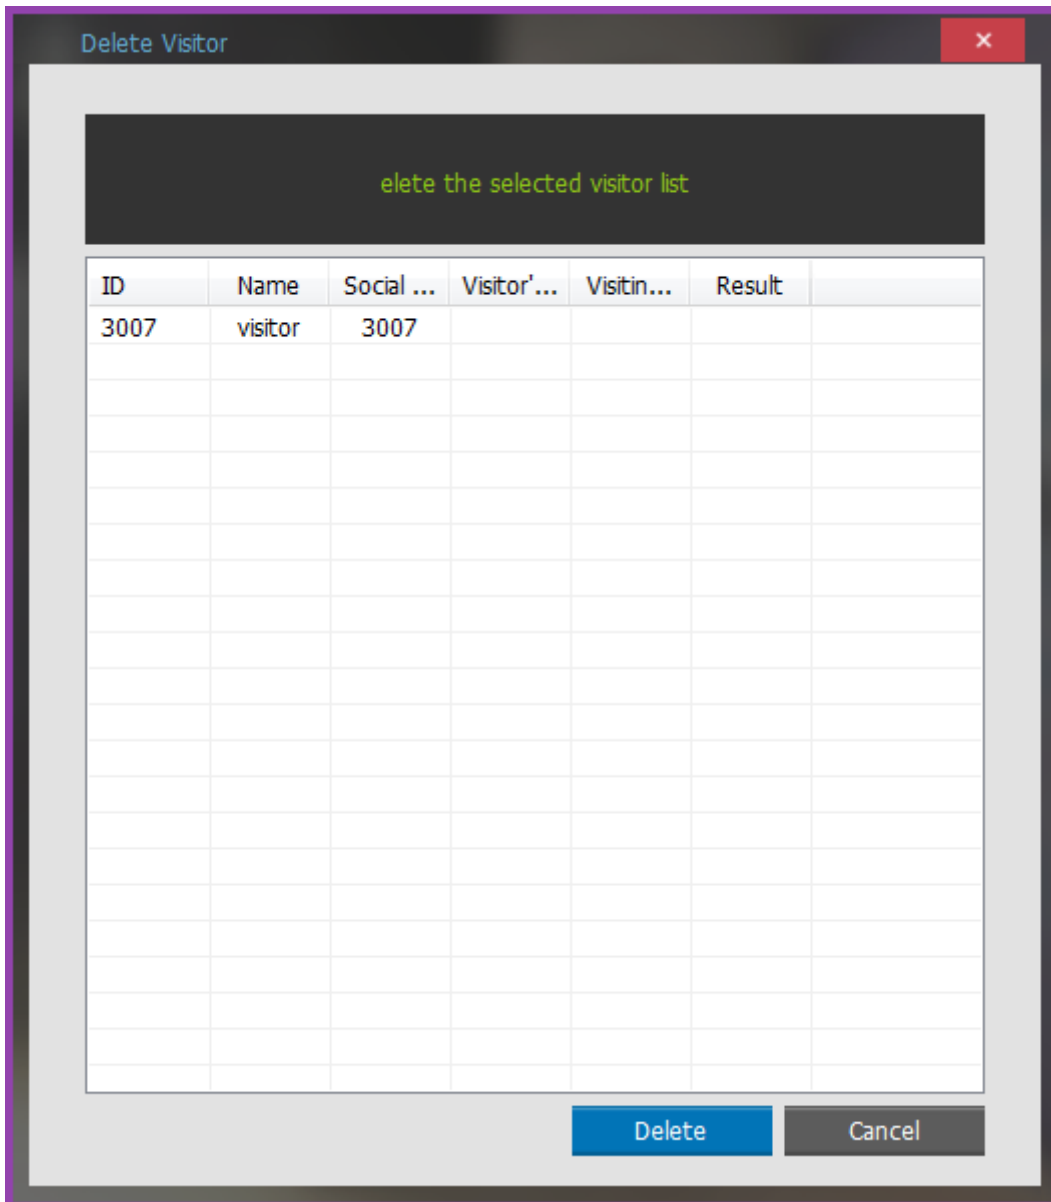 Delete Visitor
elete the selected visitor list
ID Name Social ... Visitor'... Visitin... Result
3007 visitor 3007
Delete Cancel